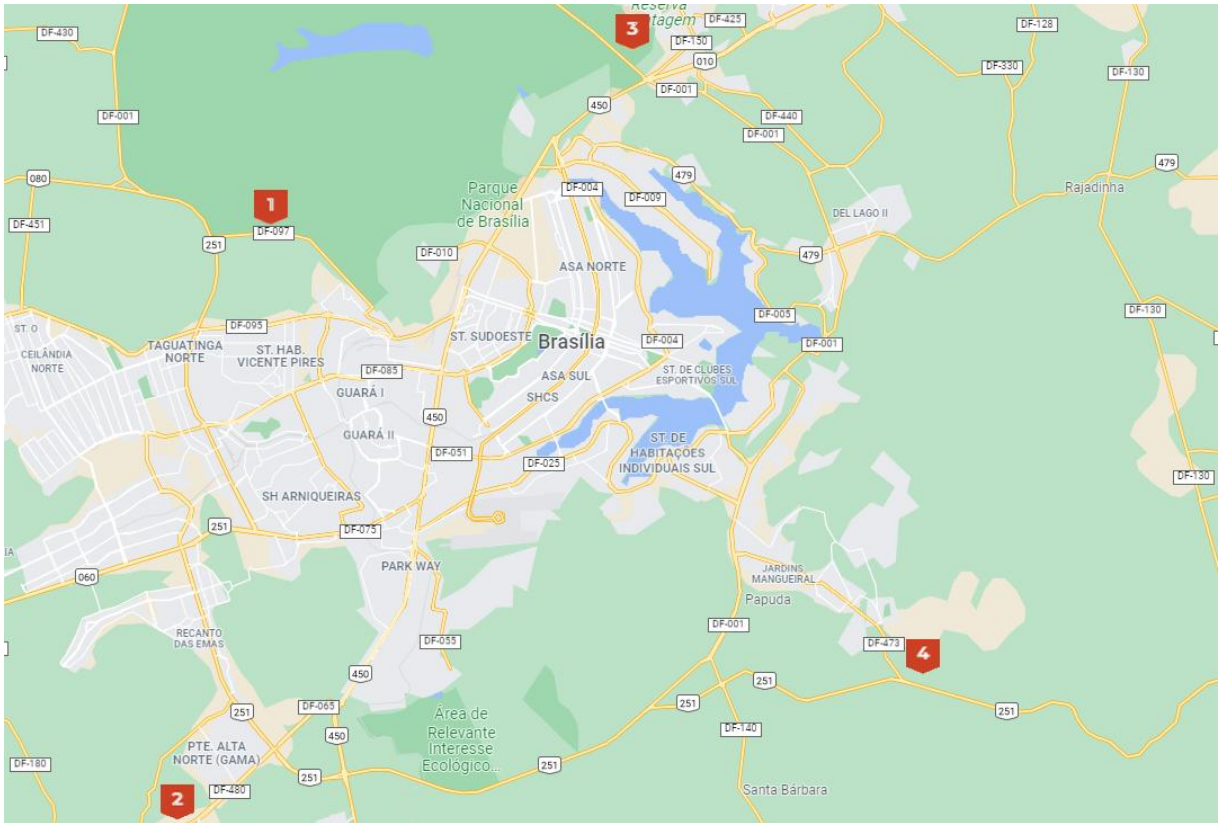 Reserva
tagem
3
DF-425
DF-128
DF-430
DF-150
010
DF-330
DF-130
DF-001
450
DF-001
DF-440
DF-001
080
479
479
Parque
Nacional
de Brasília
DF-004
DF-009
Rajadinha
1
DF-451
DF-097
251
DEL LAGO II
DF-010
479
ASA NORTE
DF-130
DF-005
ST. O
DF-095
ST. SUDOESTE
Brasília
DF-004
DF-001
CEILÂNDIA
NORTE
TAGUATINGA
NORTE
ST. HAB.
VICENTE PIRES
DF-085
ASA SUL
ST. DE CLUBES
ESPORTIVOS SUL
GUARÁ I
SHCS
450
GUARÁ II
DF-051
DF-025
ST. DE
HABITAÇÕES
INDIVIDUAIS SUL
DF-130
SH ARNIQUEIRAS
251
DF-075
IA
060
PARK WAY
JARDINS
MANGUEIRAL
Papuda
RECANTO
DAS EMAS
DF-055
DF-001
DF-473
4
450
251
251
DF-065
251
251
450
Área de
Relevante
Interesse
Ecológico...
DF-140
PTE. ALTA
NORTE (GAMA)
DF-180
251
251
2
DF-480
Santa Bárbara